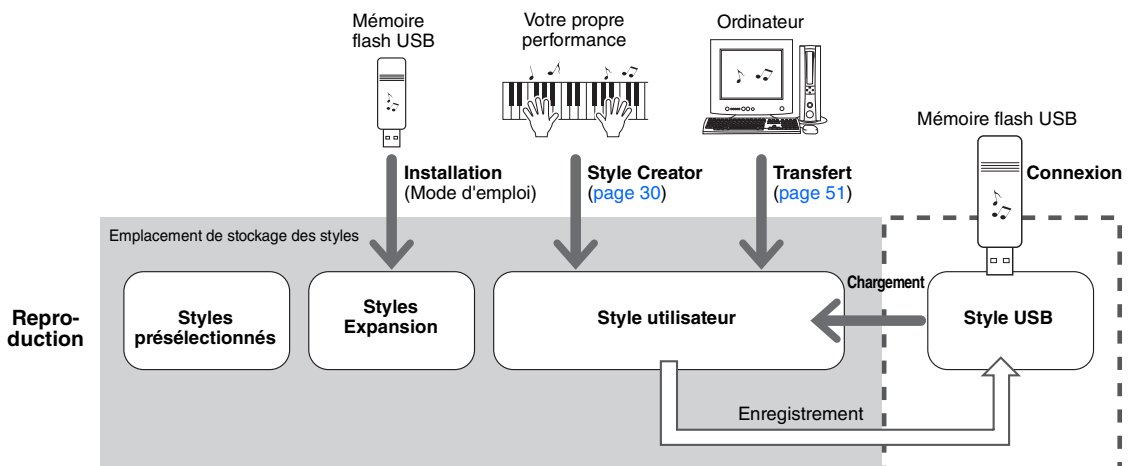 Mémoire
flash USB
Votre propre
performance
Ordinateur
Mémoire flash USB
Installation
(Mode d'emploi)
Style Creator
(page 30)
Transfert
(page 51)
Connexion
Emplacement de stockage des styles
Chargement
Repro-
duction
Styles
présélectionnés
Styles
Expansion
Style utilisateur
Style USB
Enregistrement